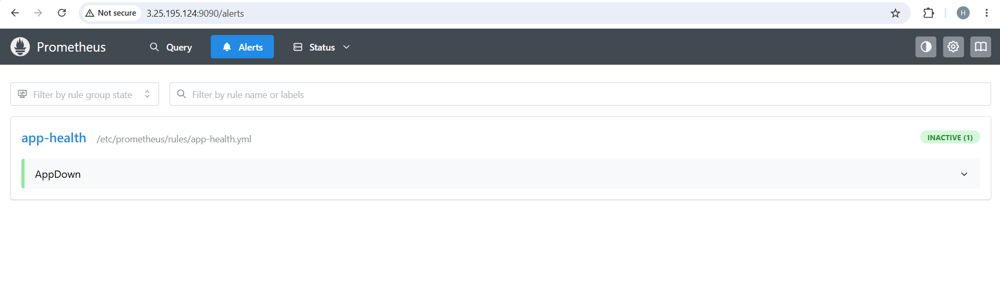 Not secure 3.25.195.124:9090/alerts H
Prometheus Query Alerts Status
Filter by rule group state Filter by rule name or labels
app-health /etc/prometheus/rules/app-health.yml INACTIVE (1)
AppDown